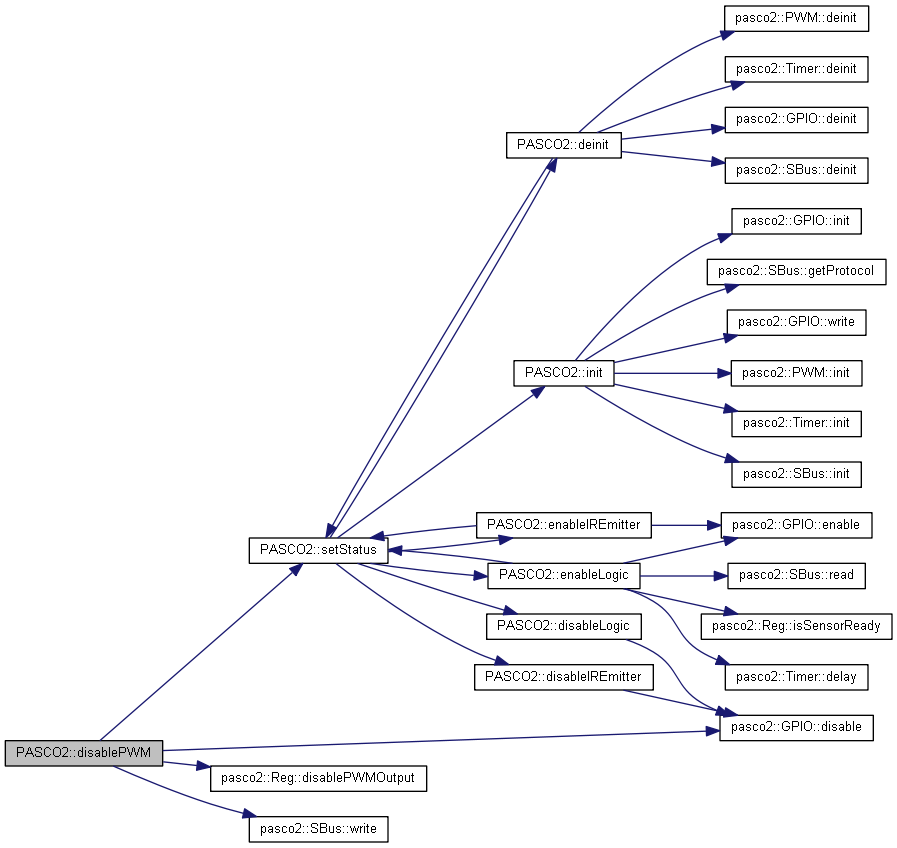 pasco2::PWM::deinit
pasco2::Timer::deinit
pasco2::GPIO::deinit
PASCO2::deinit
pasco2::SBus::deinit
pasco2::GPIO::init
pasco2::SBus::getProtocol
pasco2::GPIO::write
PASCO2::init
pasco2::PWM::init
pasco2::Timer::init
pasco2::SBus::init
PASCO2::enableIREmitter
pasco2::GPIO::enable
PASCO2::setStatus
PASCO2::enableLogic
pasco2::SBus::read
PASCO2::disableLogic
pasco2::Reg::isSensorReady
PASCO2::disableIREmitter
pasco2::Timer::delay
pasco2::GPIO::disable
PASCO2::disablePWM
pasco2::Reg::disablePWMOutput
pasco2::SBus::write